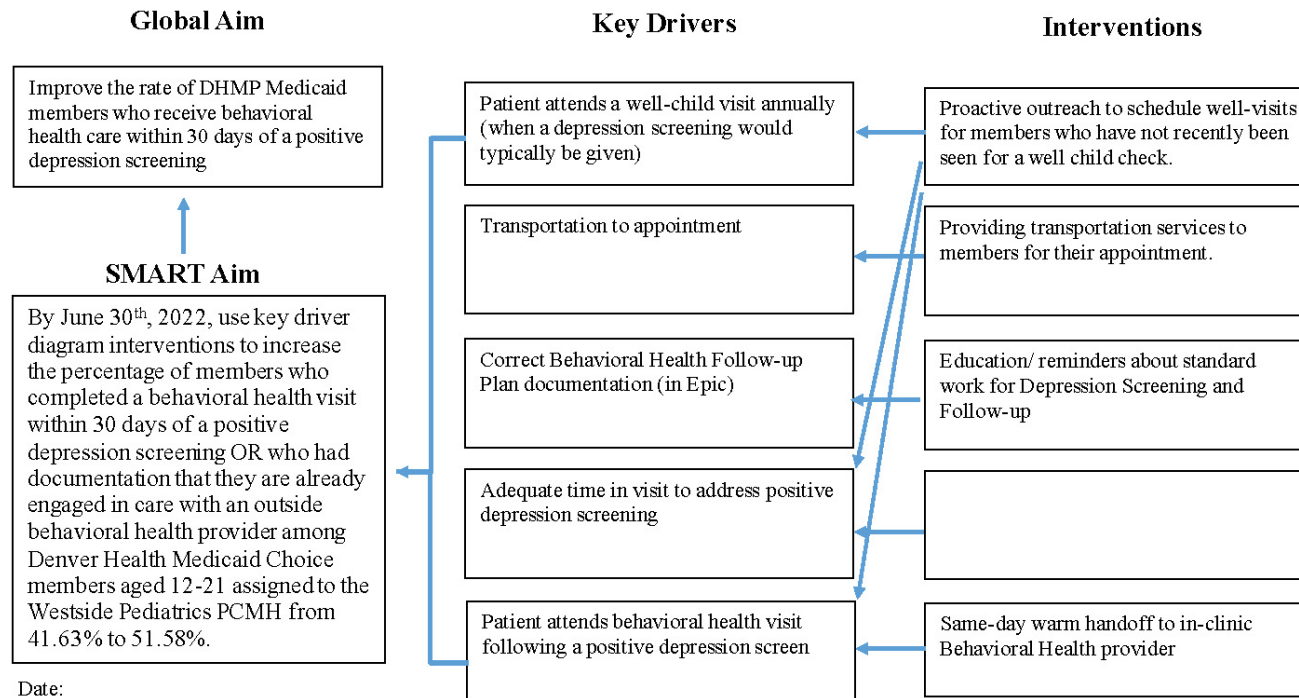 Global Aim
Improve the rate of DHMP Medicaid
members who receive behavioral
health care within 30 days of a positive
depression screening
SMART Aim
By June 30th, 2022, use key driver
diagram interventions to increase
the percentage of members who
completed a behavioral health visit
within 30 days of a positive
depression screening OR who had
documentation that they are already
engaged in care with an outside
behavioral health provider among
Denver Health Medicaid Choice
members aged 12-21 assigned to the
Westside Pediatrics PCMH from
41.63% to 51.58%.
Date:
Key Drivers
Patient attends a well-child visit annually
(when a depression screening would
typically be given)
Transportation to appointment
Correct Behavioral Health Follow-up
Plan documentation (in Epic)
Adequate time in visit to address positive
depression screening
Patient attends behavioral health visit
following a positive depression screen
Interventions
Proactive outreach to schedule well-visits
for members who have not recently been
seen for a well child check.
Providing transportation services to
members for their appointment.
Education/ reminders about standard
work for Depression Screening and
Follow-up
Same-day warm handoff to in-clinic
Behavioral Health provider